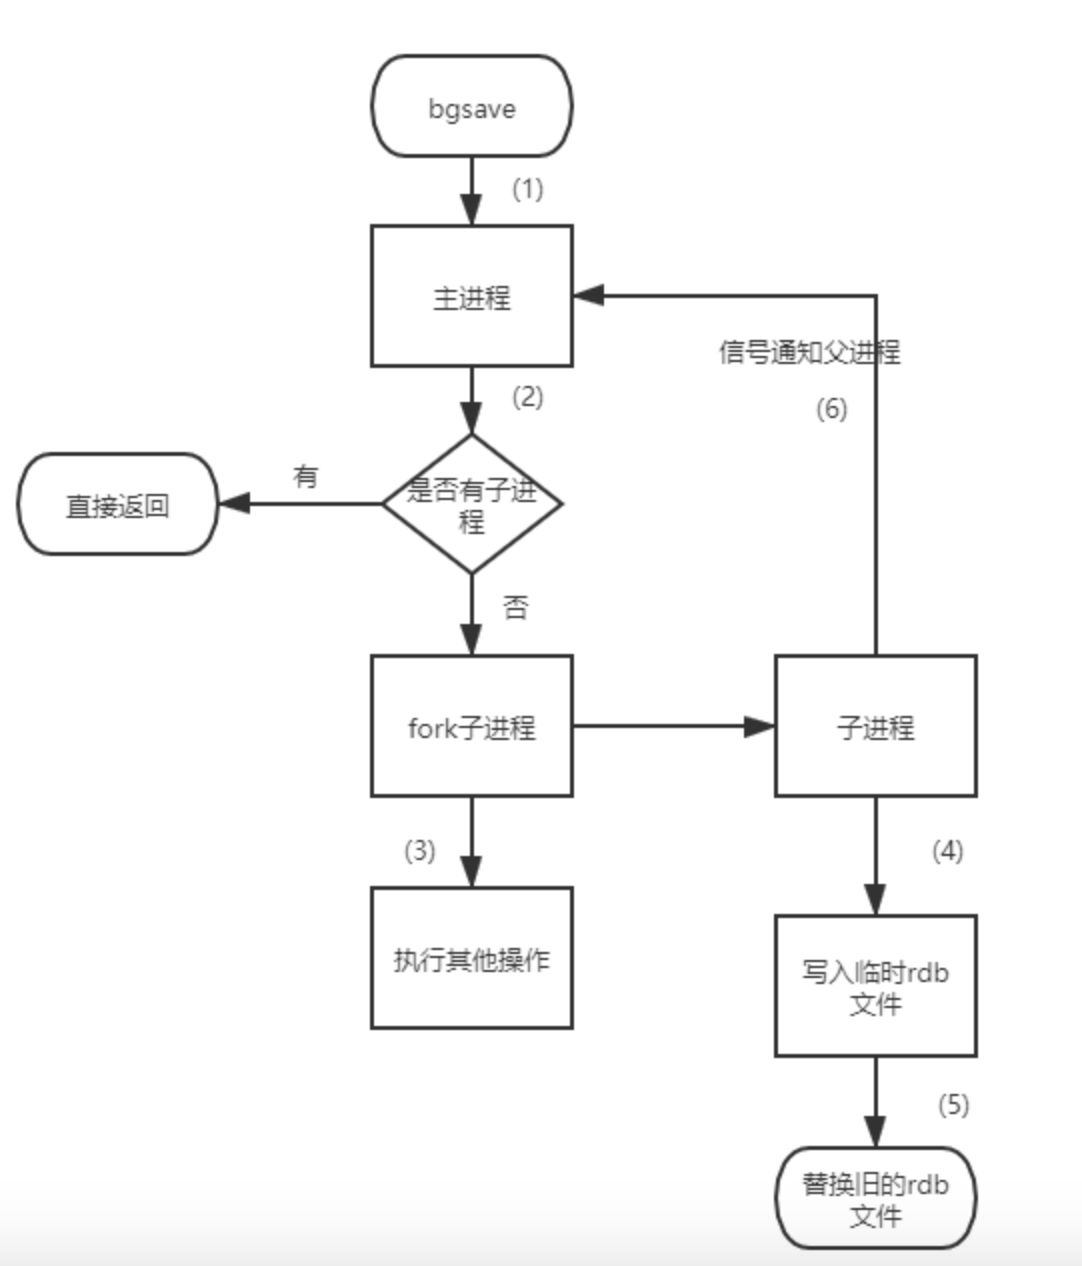 bgsave
(1)
主进程
信号通知父进程
(2)
(6)
有
是否有子进
程
直接返回
否
fork子进程
子进程
(3)
(4)
执行其他操作
写入临时rdb
文件
(5)
替换旧的rdb
文件